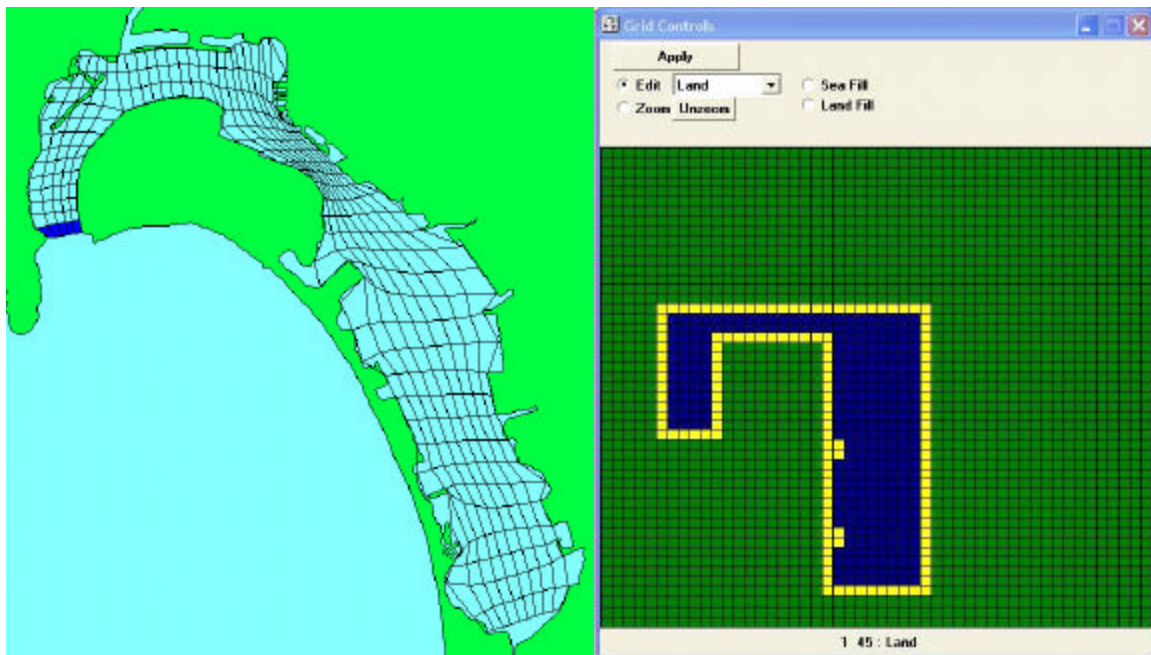 Grid Controls
Apply
Edit Land Sea Fill
Zoom Unzoom Land Fill
1 45 : Land